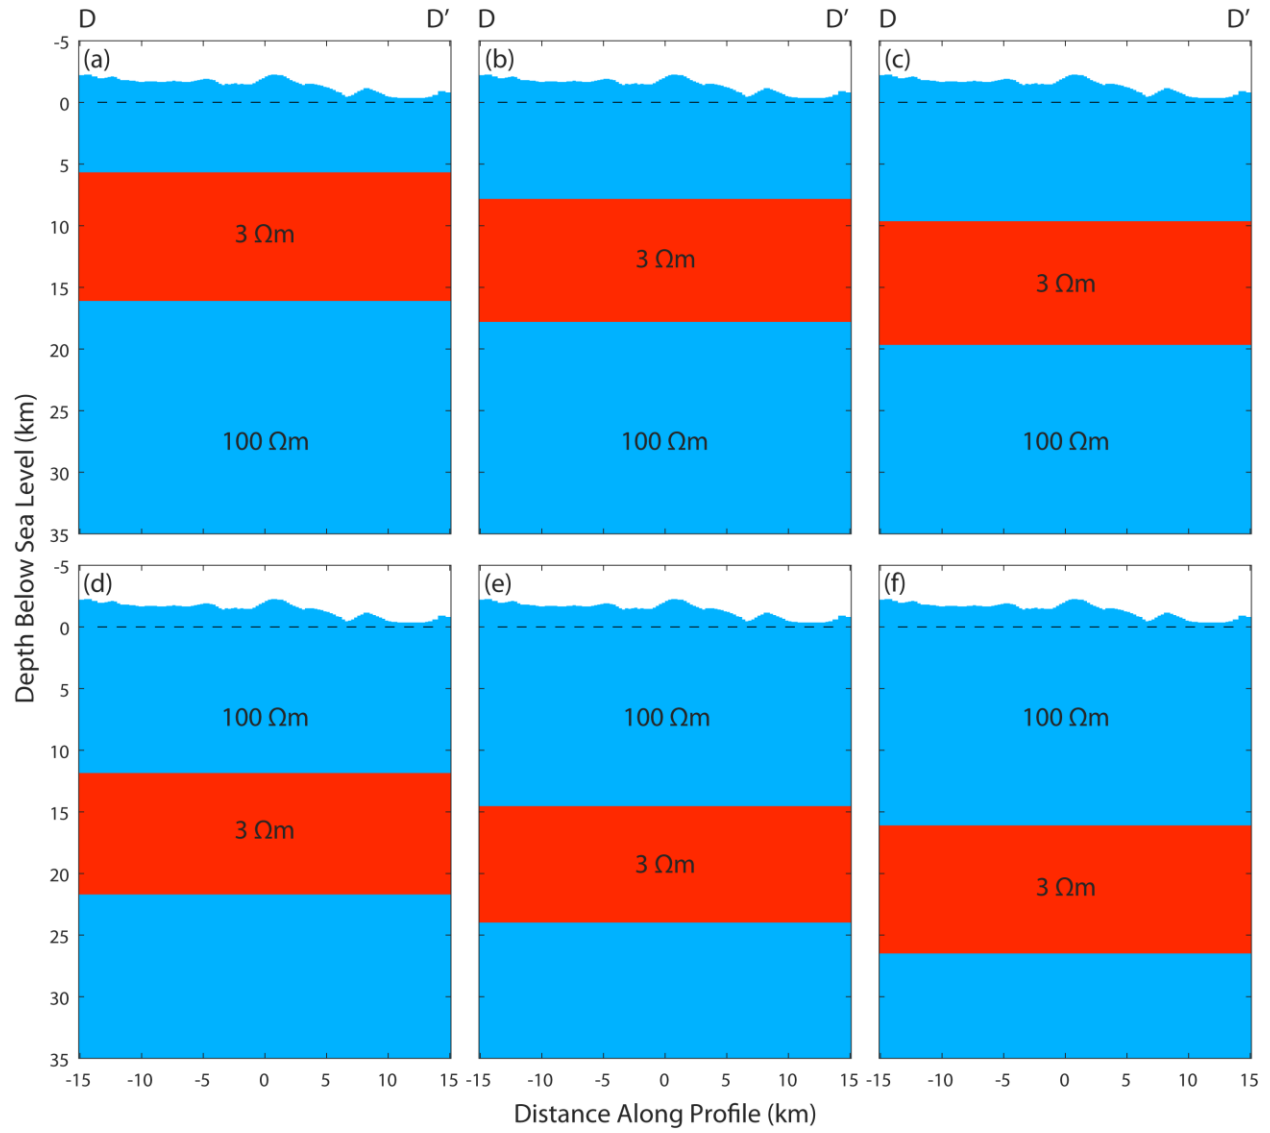 D D’ D D’ D D’
(a) (b) (c)
-5
0
5
10
15
20
25
30
35
3 Ωm
3 Ωm
3 Ωm
100 Ωm
100 Ωm
100 Ωm
Depth Below Sea Level (km)
(d) (e) (f)
-5
0
5
10
15
20
25
30
35
100 Ωm
100 Ωm
100 Ωm
3 Ωm
3 Ωm
3 Ωm
-15 -10 -5 0 5 10 15
-10 -5 0 5 10
-15 -10 -5 0 5 10 15
Distance Along Profile (km)